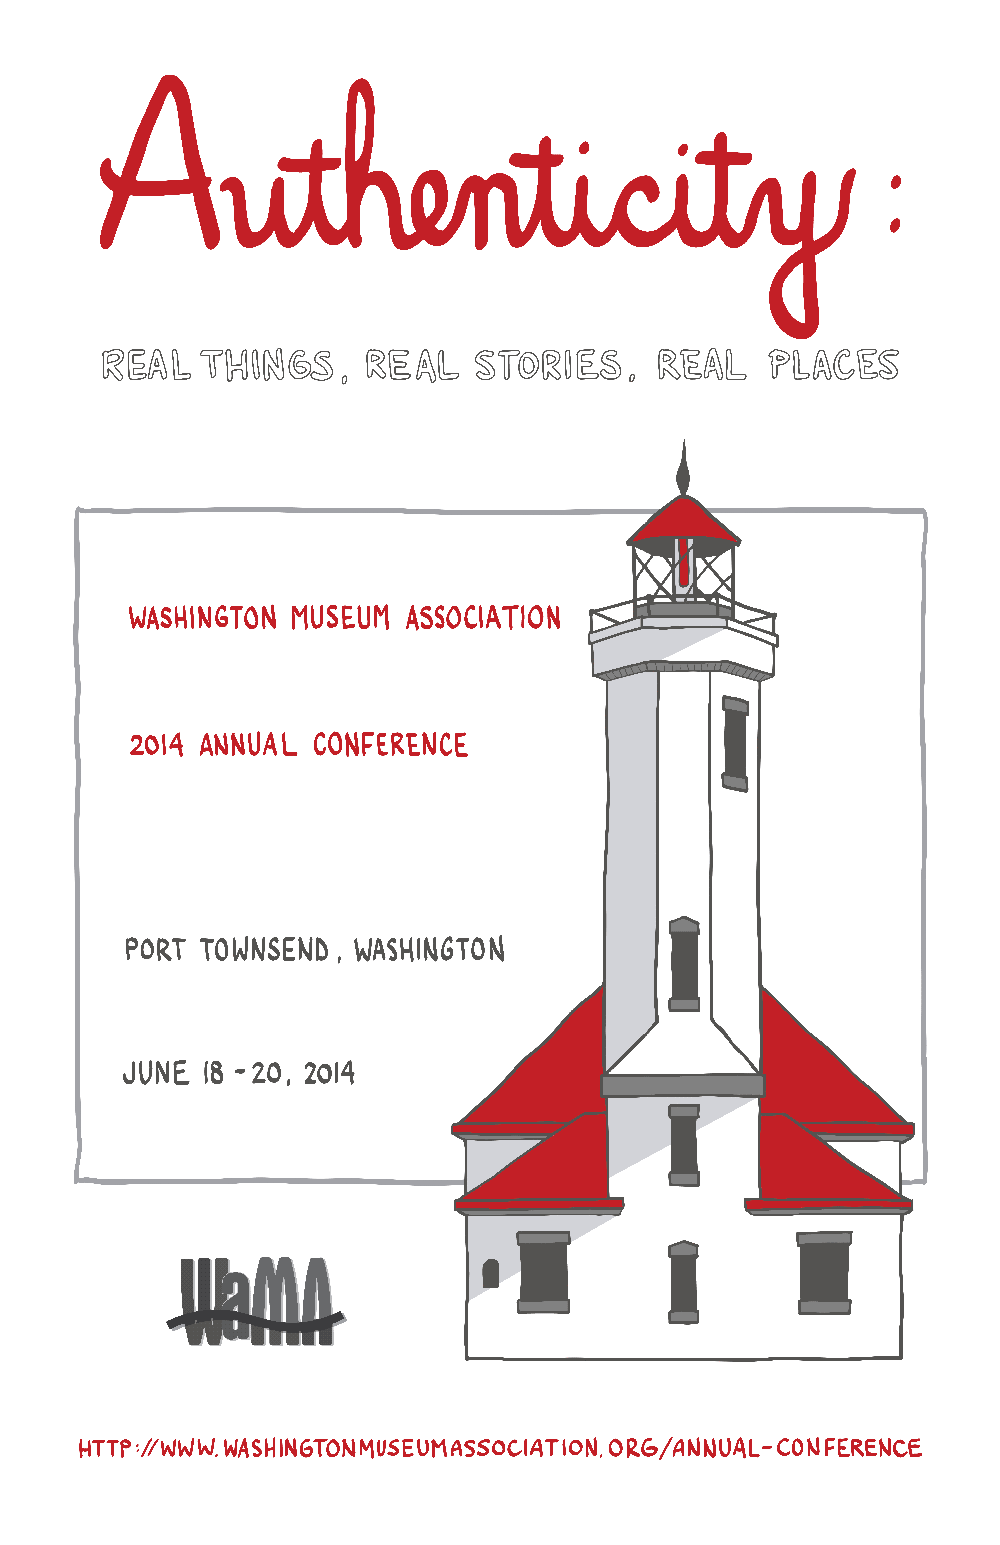 Authenticity:
REAL THINGS, REAL STORIES, REAL PLACES
WASHINGTON MUSEUM ASSOCIATION
2014 ANNUAL CONFERENCE
PORT TOWNSEND, WASHINGTON
JUNE 18-20, 2014
WaMA
HTTP://WWW.WASHINGTONMUSEUMASSOCIATION.ORG/ANNUAL-CONFERENCE